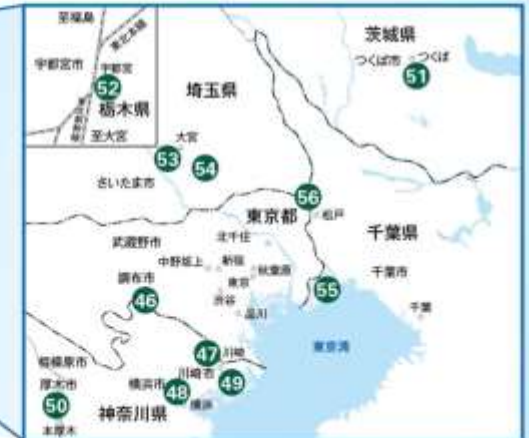 至福島
東北本線
宇都宮市
宇都宮
52
栃木県
至大宮
茨城県
つくば市
つくば
51
埼玉県
大宮
53
54
さいたま市
56
東京都
松戸
北千住
武蔵野市
中野坂上
新宿
秋葉原
東京
渋谷
品川
調布市
46
千葉県
千葉市
千葉
55
東京湾
相模原市
厚木市
50
本厚木
47
川崎
川崎市
横浜市
48
49
横浜
神奈川県